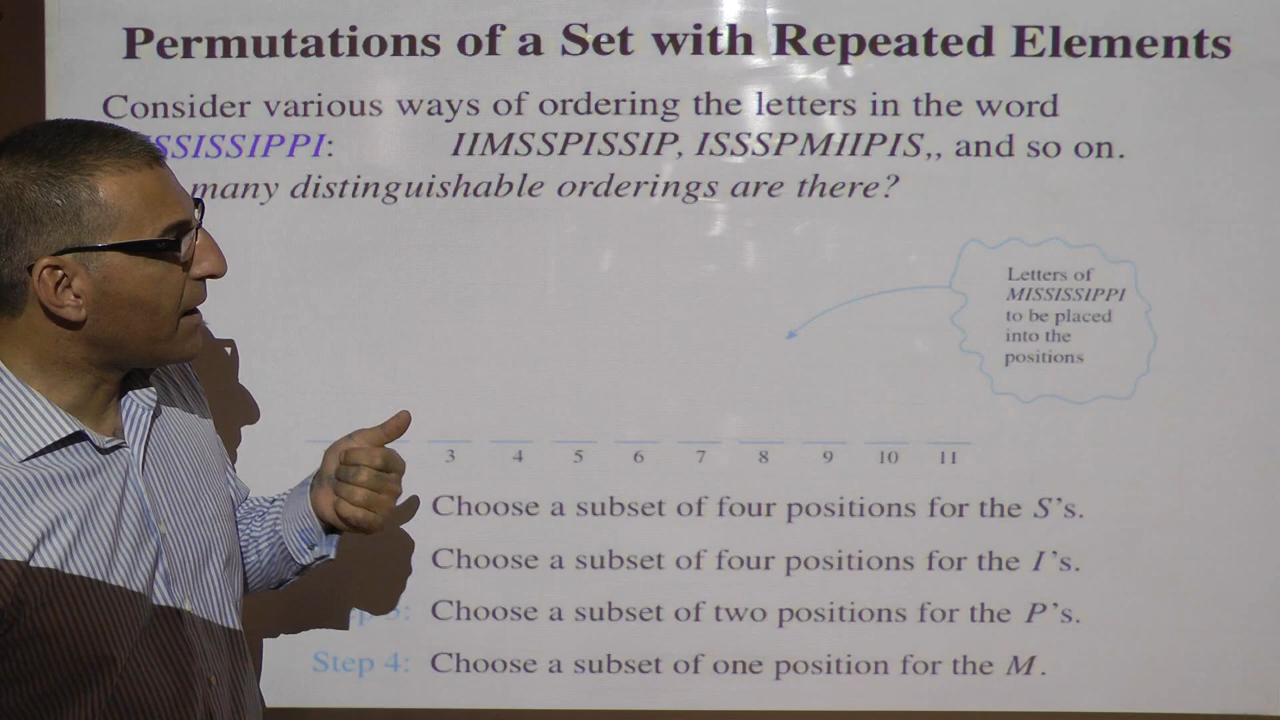 Permutations of a Set with Repeated Elements
Consider various ways of ordering the letters in the word
SSISSIPPI: IIMSSPISSIP, ISSSPMIIPIS,, and so on.
many distinguishable orderings are there?
Letters of
MISSISSIPPI
to be placed
into the
positions
3 4 5 6 7 8 9 10 11
Choose a subset of four positions for the S's.
Choose a subset of four positions for the I's.
p 3: Choose a subset of two positions for the P's.
Step 4: Choose a subset of one position for the M.